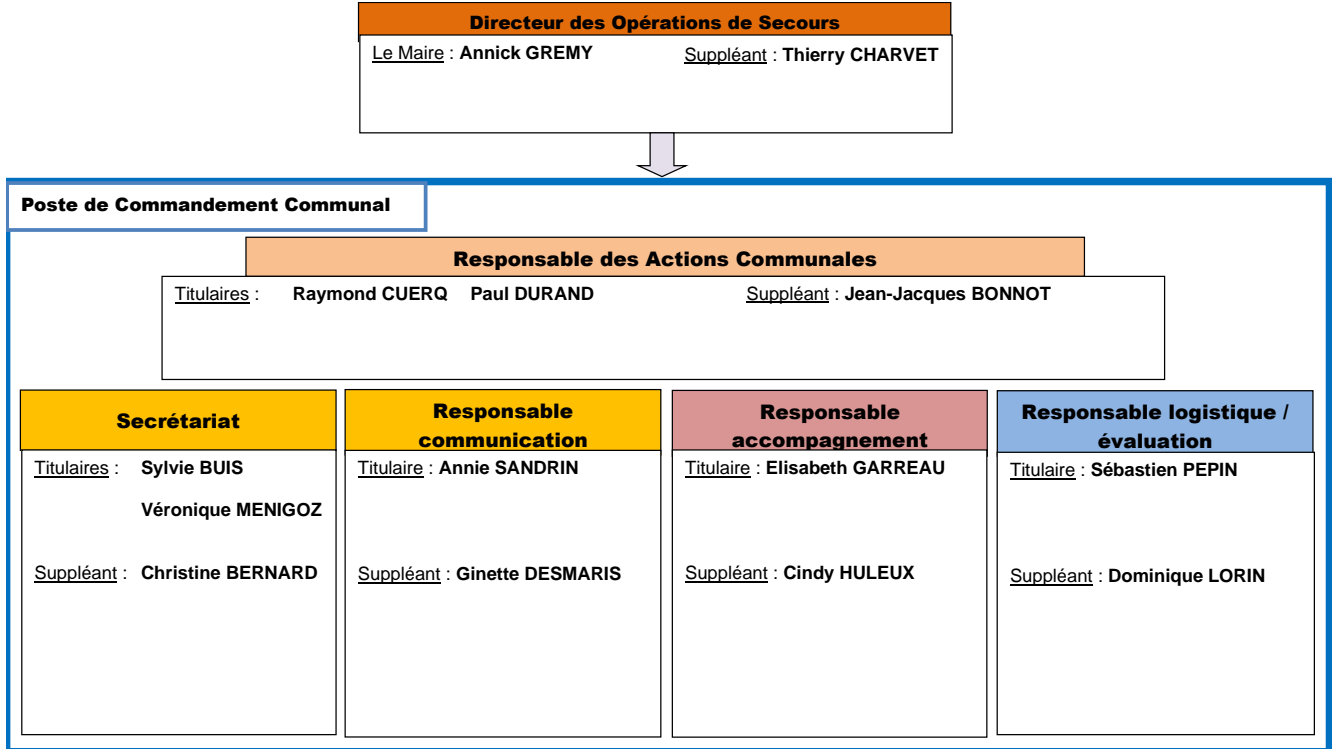 Directeur des Opérations de Secours
Le Maire : Annick GREMY Suppléant : Thierry CHARVET
Poste de Commandement Communal
Responsable des Actions Communales
Titulaires : Raymond CUERQ Paul DURAND Suppléant : Jean-Jacques BONNOT
Secrétariat
Titulaires : Sylvie BUIS
Véronique MENIGOZ
Suppléant : Christine BERNARD
Responsable
communication
Titulaire : Annie SANDRIN
Suppléant : Ginette DESMARIS
Responsable
accompagnement
Titulaire : Elisabeth GARREAU
Suppléant : Cindy HULEUX
Responsable logistique /
évaluation
Titulaire : Sébastien PEPIN
Suppléant : Dominique LORIN